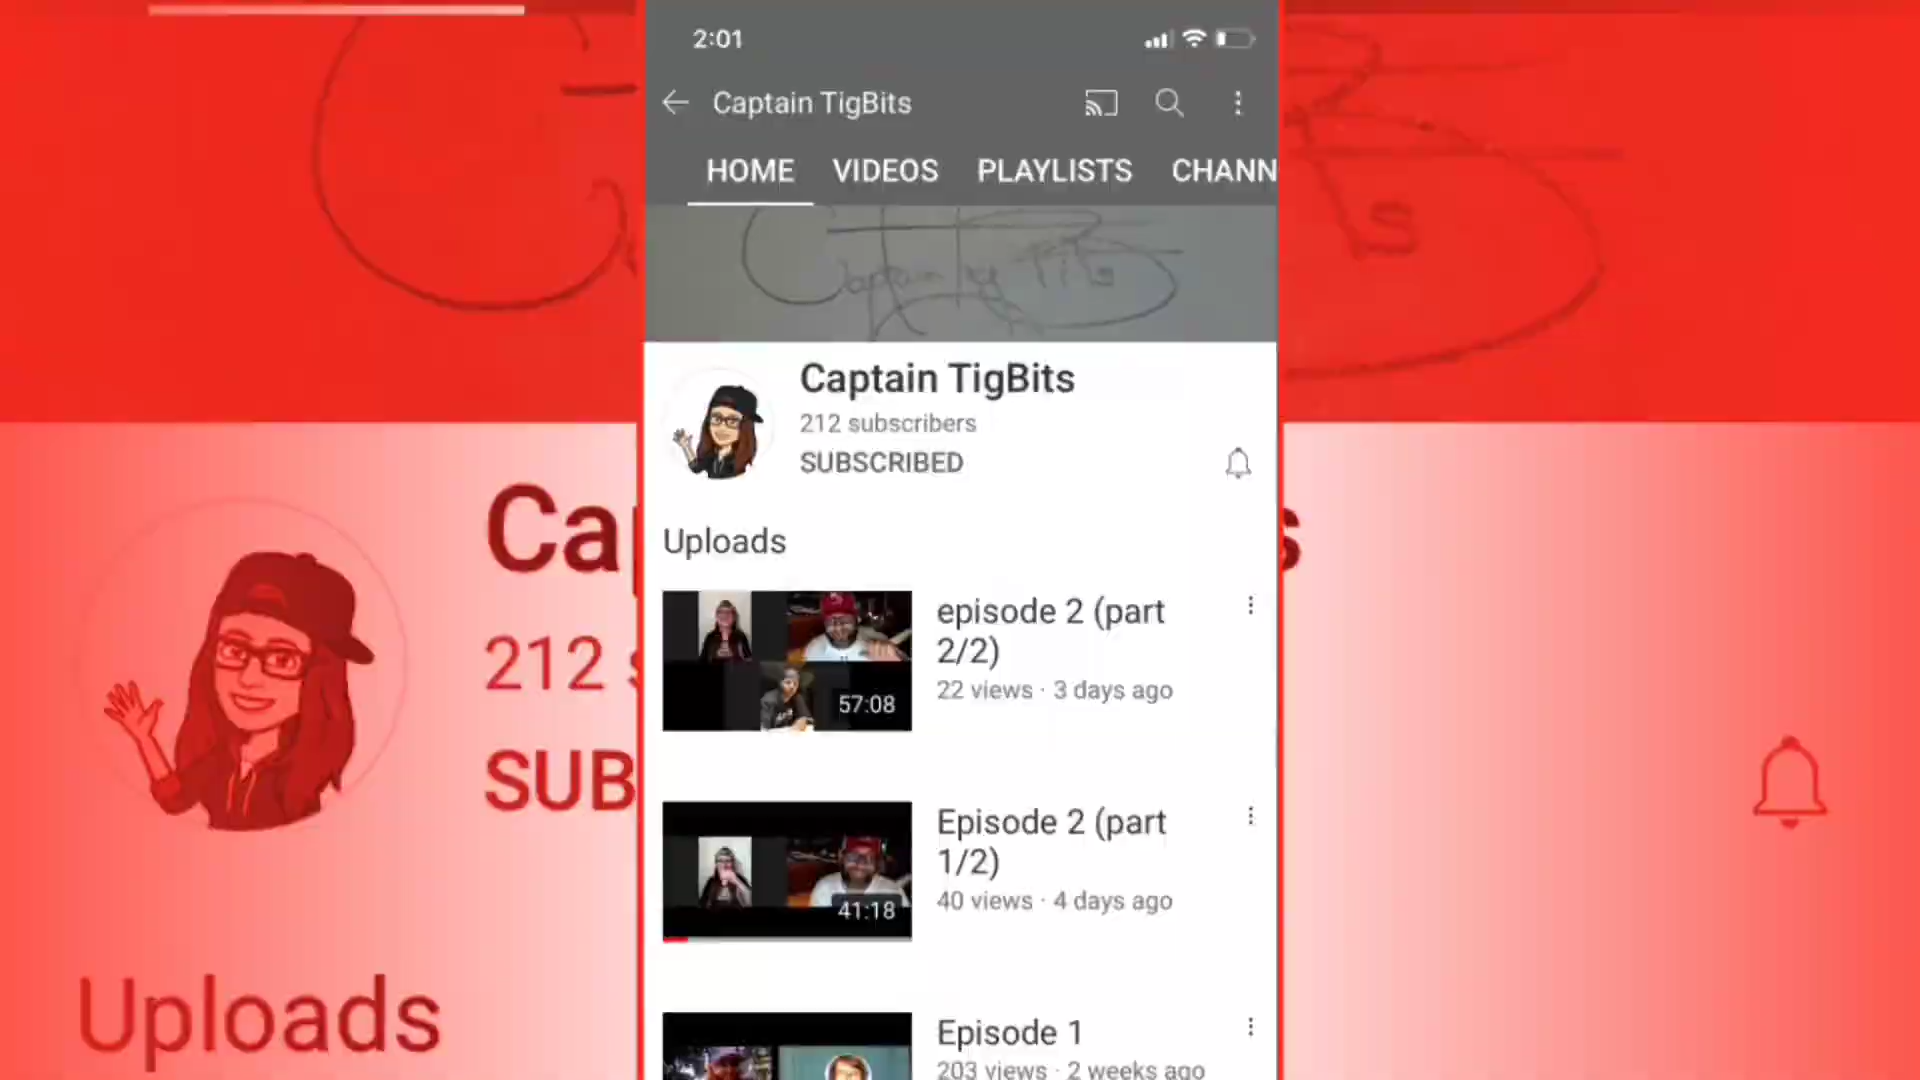 2:01
Captain TigBits
HOME VIDEOS PLAYLISTS CHANN
Captain TigBits
212 subscribers
SUBSCRIBED
Uploads
episode 2 (part
2/2)
22 views · 3 days ago
57:08
Episode 2 (part
1/2)
40 views · 4 days ago
41:18
Episode 1
203 views · 2 weeks ago
Ca
s
212
SUB
Uploads